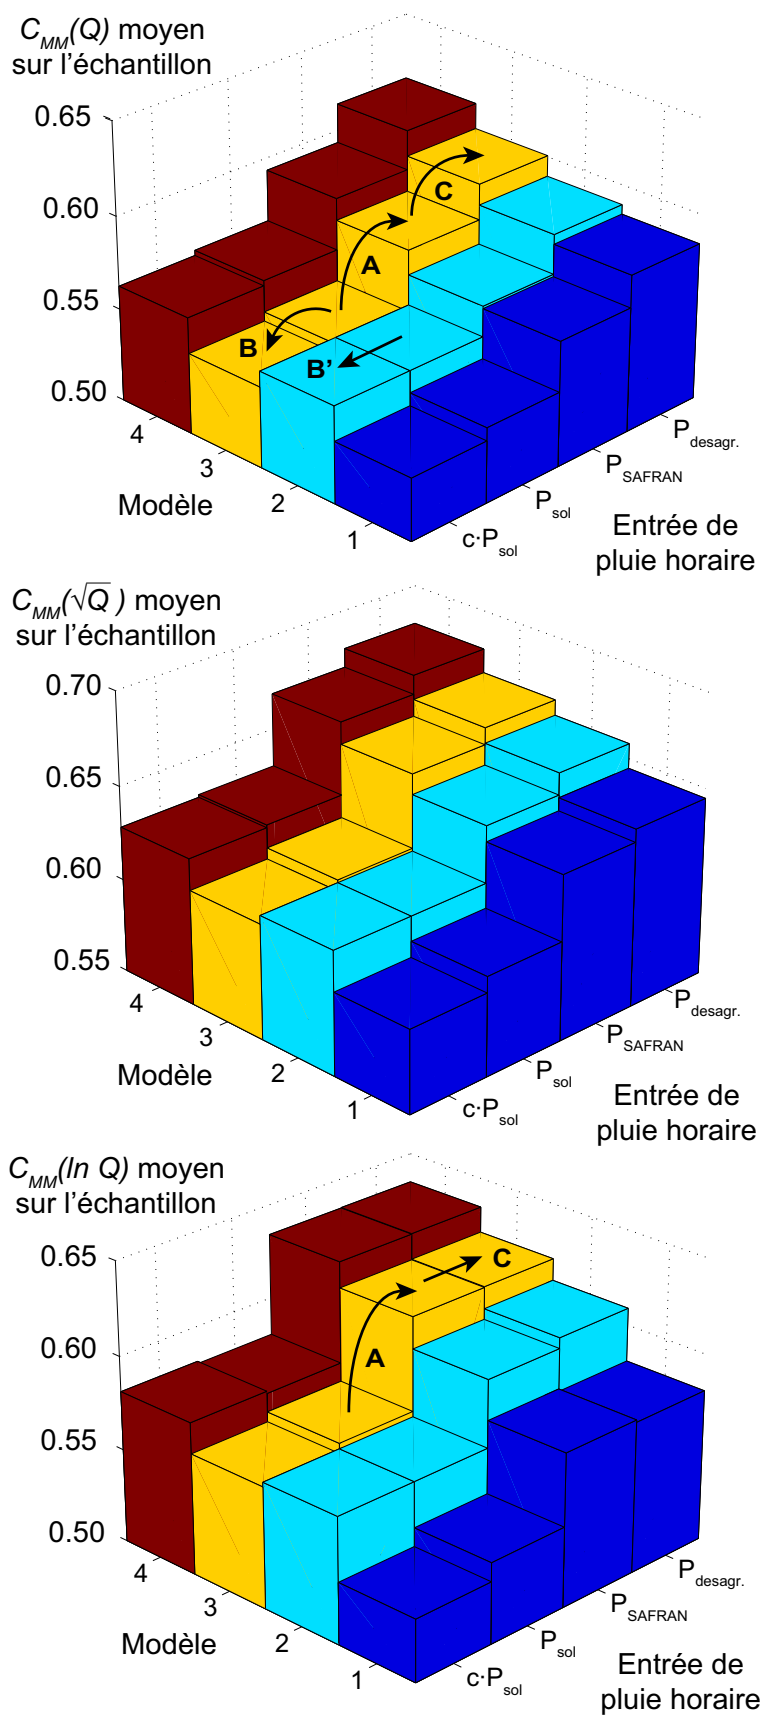 C_MM(Q) moyen
sur l'échantillon
0.65
0.60
0.55
0.50
A
B
B'
C
4
3
2
1
Modèle
c·P_sol
P_sol
P_SAFRAN
P_desagr.
Entrée de
pluie horaire
C_MM(√Q) moyen
sur l'échantillon
0.70
0.65
0.60
0.55
4
3
2
1
Modèle
c·P_sol
P_sol
P_SAFRAN
P_desagr.
Entrée de
pluie horaire
C_MM(ln Q) moyen
sur l'échantillon
0.65
0.60
0.55
0.50
A
C
4
3
2
1
Modèle
c·P_sol
P_sol
P_SAFRAN
P_desagr.
Entrée de
pluie horaire